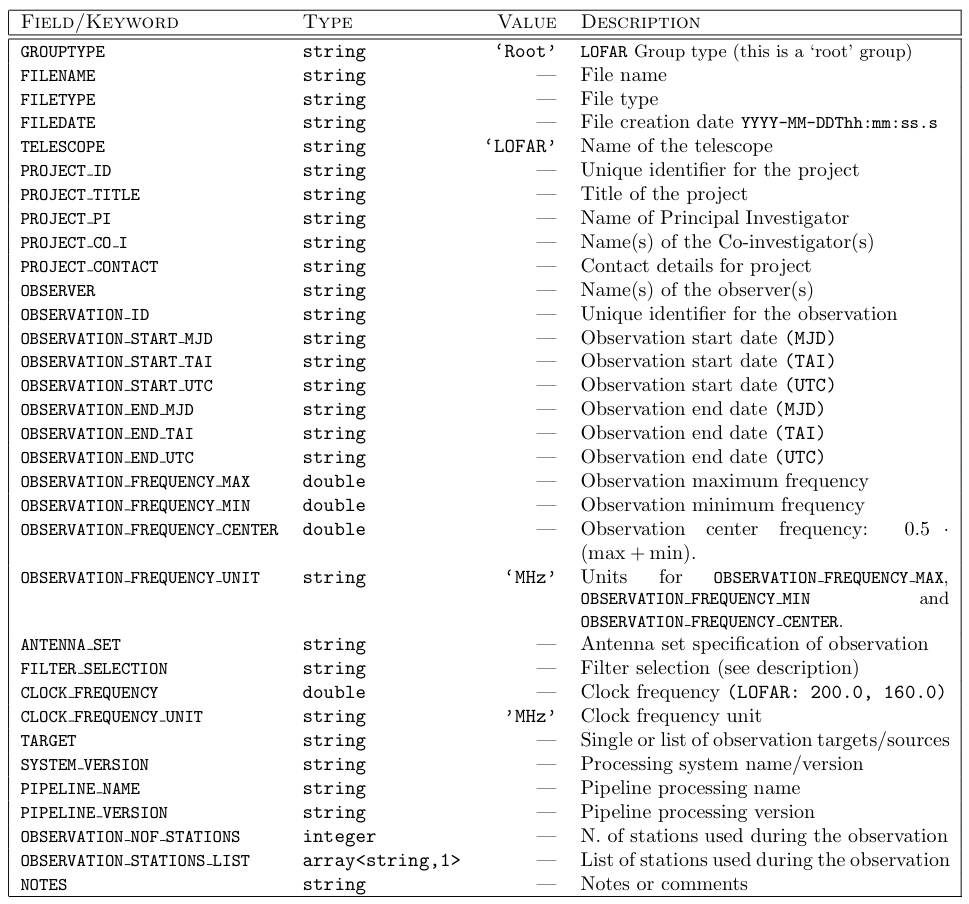 FIELD/KEYWORD TYPE VALUE DESCRIPTION
GROUPTYPE string ‘Root’ LOFAR Group type (this is a ‘root’ group)
FILENAME string — File name
FILETYPE string — File type
FILEDATE string — File creation date YYYY-MM-DDThh:mm:ss.s
TELESCOPE string ‘LOFAR’ Name of the telescope
PROJECT_ID string — Unique identifier for the project
PROJECT_TITLE string — Title of the project
PROJECT_PI string — Name of Principal Investigator
PROJECT_CO_I string — Name(s) of the Co-investigator(s)
PROJECT_CONTACT string — Contact details for project
OBSERVER string — Name(s) of the observer(s)
OBSERVATION_ID string — Unique identifier for the observation
OBSERVATION_START_MJD string — Observation start date (MJD)
OBSERVATION_START_TAI string — Observation start date (TAI)
OBSERVATION_START_UTC string — Observation start date (UTC)
OBSERVATION_END_MJD string — Observation end date (MJD)
OBSERVATION_END_TAI string — Observation end date (TAI)
OBSERVATION_END_UTC string — Observation end date (UTC)
OBSERVATION_FREQUENCY_MAX double — Observation maximum frequency
OBSERVATION_FREQUENCY_MIN double — Observation minimum frequency
OBSERVATION_FREQUENCY_CENTER double — Observation center frequency: 0.5 ·
(max + min).
OBSERVATION_FREQUENCY_UNIT string ‘MHz’ Units for OBSERVATION_FREQUENCY_MAX,
OBSERVATION_FREQUENCY_MIN and
OBSERVATION_FREQUENCY_CENTER.
ANTENNA_SET string — Antenna set specification of observation
FILTER_SELECTION string — Filter selection (see description)
CLOCK_FREQUENCY double — Clock frequency (LOFAR: 200.0, 160.0)
CLOCK_FREQUENCY_UNIT string ’MHz’ Clock frequency unit
TARGET string — Single or list of observation targets/sources
SYSTEM_VERSION string — Processing system name/version
PIPELINE_NAME string — Pipeline processing name
PIPELINE_VERSION string — Pipeline processing version
OBSERVATION_NOF_STATIONS integer — N. of stations used during the observation
OBSERVATION_STATIONS_LIST array<string,1> — List of stations used during the observation
NOTES string — Notes or comments